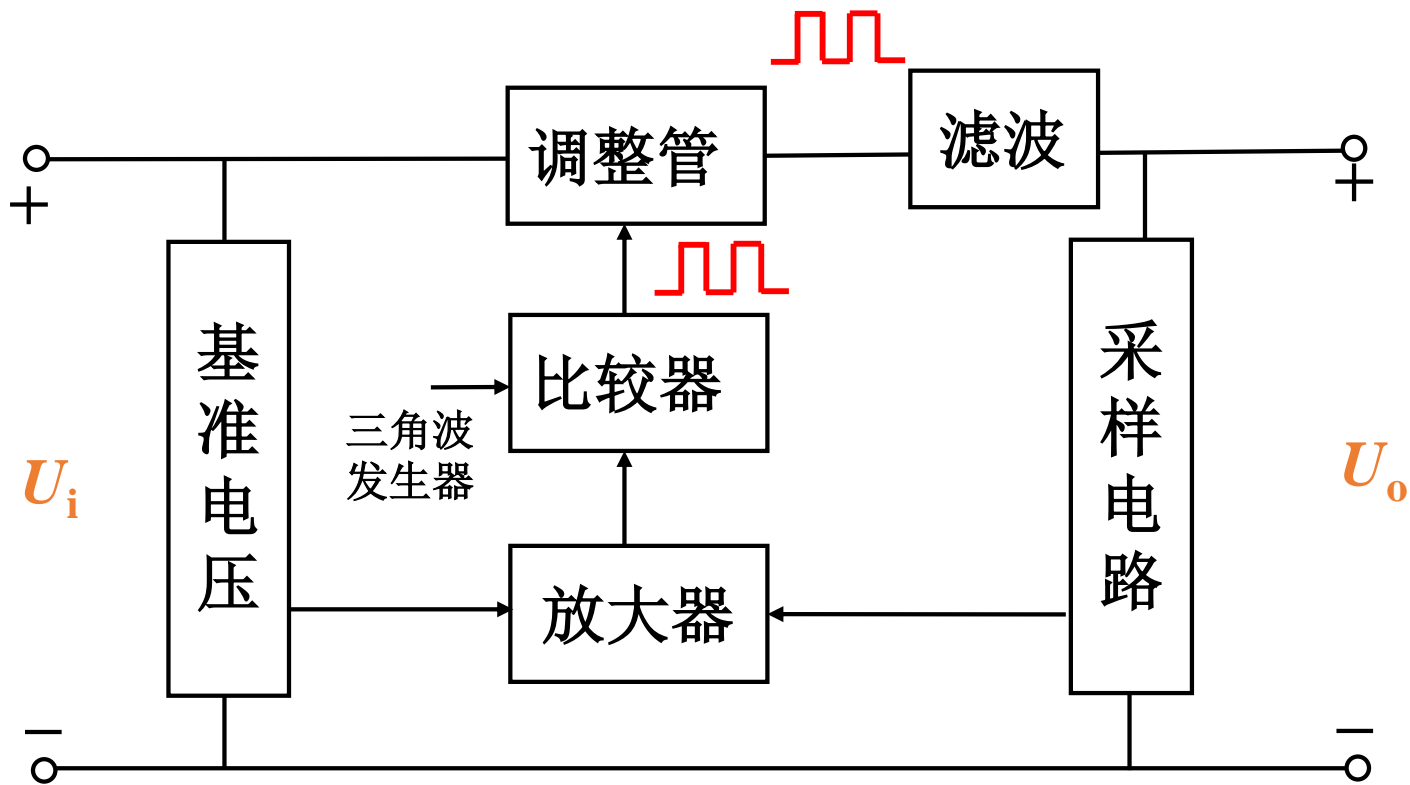 调整管
滤波
+
+
基准电压
比较器
采样电路
三角波
发生器
Ui
Uo
放大器
−
−